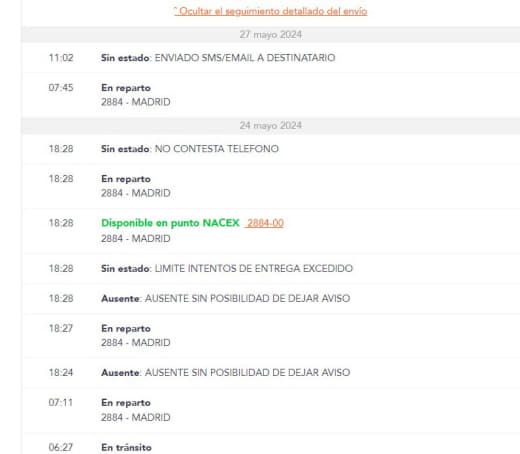 ˆ Ocultar el seguimiento detallado del envío
27 mayo 2024
11:02 Sin estado: ENVIADO SMS/EMAIL A DESTINATARIO
07:45 En reparto
2884 - MADRID
24 mayo 2024
18:28 Sin estado: NO CONTESTA TELEFONO
18:28 En reparto
2884 - MADRID
18:28 Disponible en punto NACEX 2884-00
2884 - MADRID
18:28 Sin estado: LIMITE INTENTOS DE ENTREGA EXCEDIDO
18:28 Ausente: AUSENTE SIN POSIBILIDAD DE DEJAR AVISO
18:27 En reparto
2884 - MADRID
18:24 Ausente: AUSENTE SIN POSIBILIDAD DE DEJAR AVISO
07:11 En reparto
2884 - MADRID
06:27 En tránsito